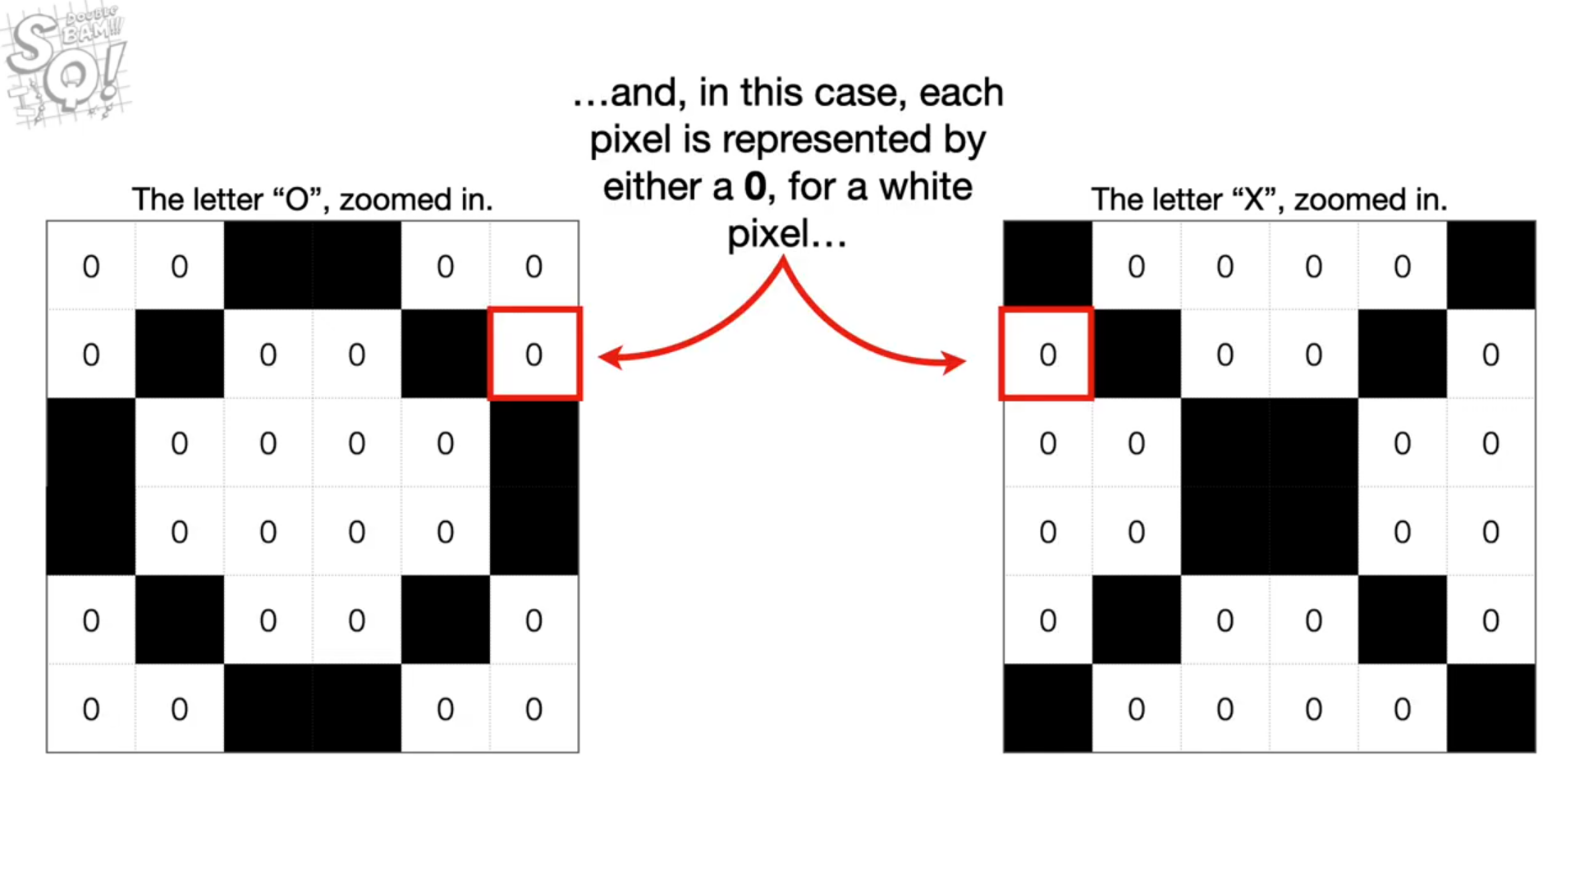 DOUBLE
BAM!!!
SQ!
…and, in this case, each
pixel is represented by
either a 0, for a white
pixel…
The letter “O”, zoomed in.
0 0 0 0
0 0 0 0
0 0 0 0
0 0 0 0
0 0 0 0
0 0 0 0
The letter “X”, zoomed in.
0 0 0 0
0 0 0 0
0 0 0 0
0 0 0 0
0 0 0 0
0 0 0 0